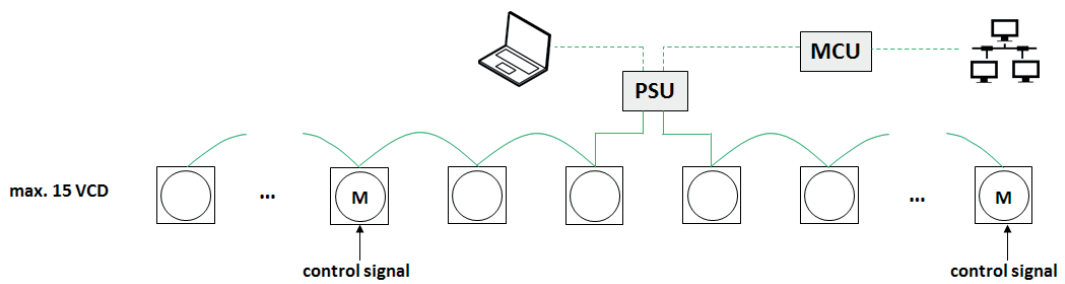 MCU
PSU
max. 15 VCD
...
M
...
M
control signal
control signal